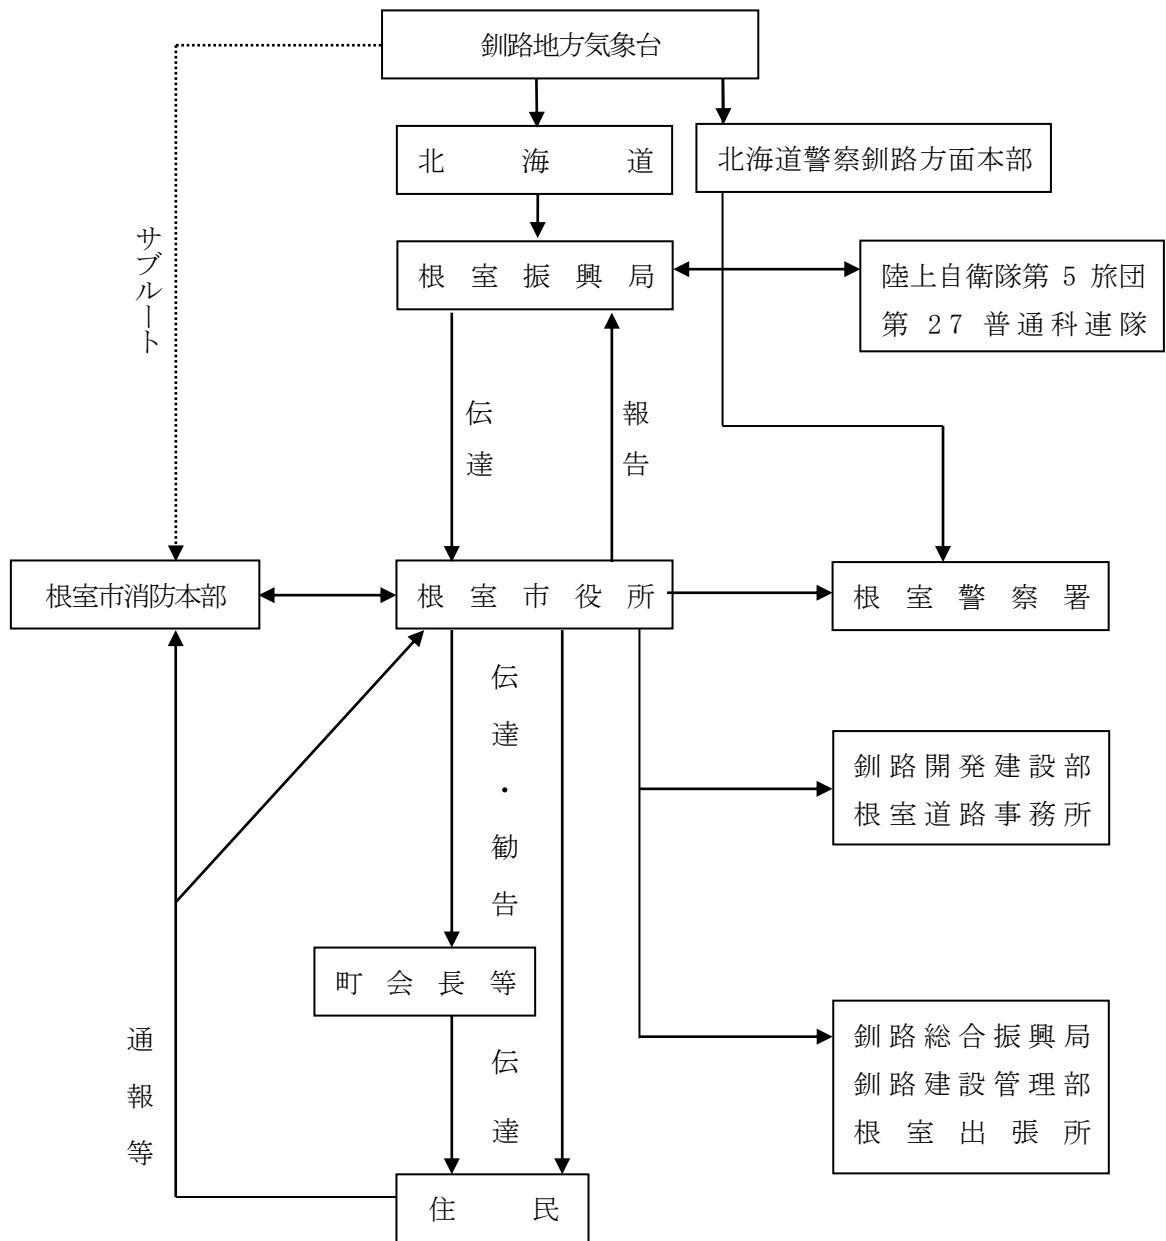 釧路地方気象台
北海道
北海道警察釧路方面本部
サブルート
根室振興局
陸上自衛隊第5旅団
第27普通科連隊
伝達
報告
根室市消防本部
根室市役所
根室警察署
伝達・勧告
釧路開発建設部
根室道路事務所
町会長等
通報等
伝達
釧路総合振興局
釧路建設管理部
根室出張所
住民